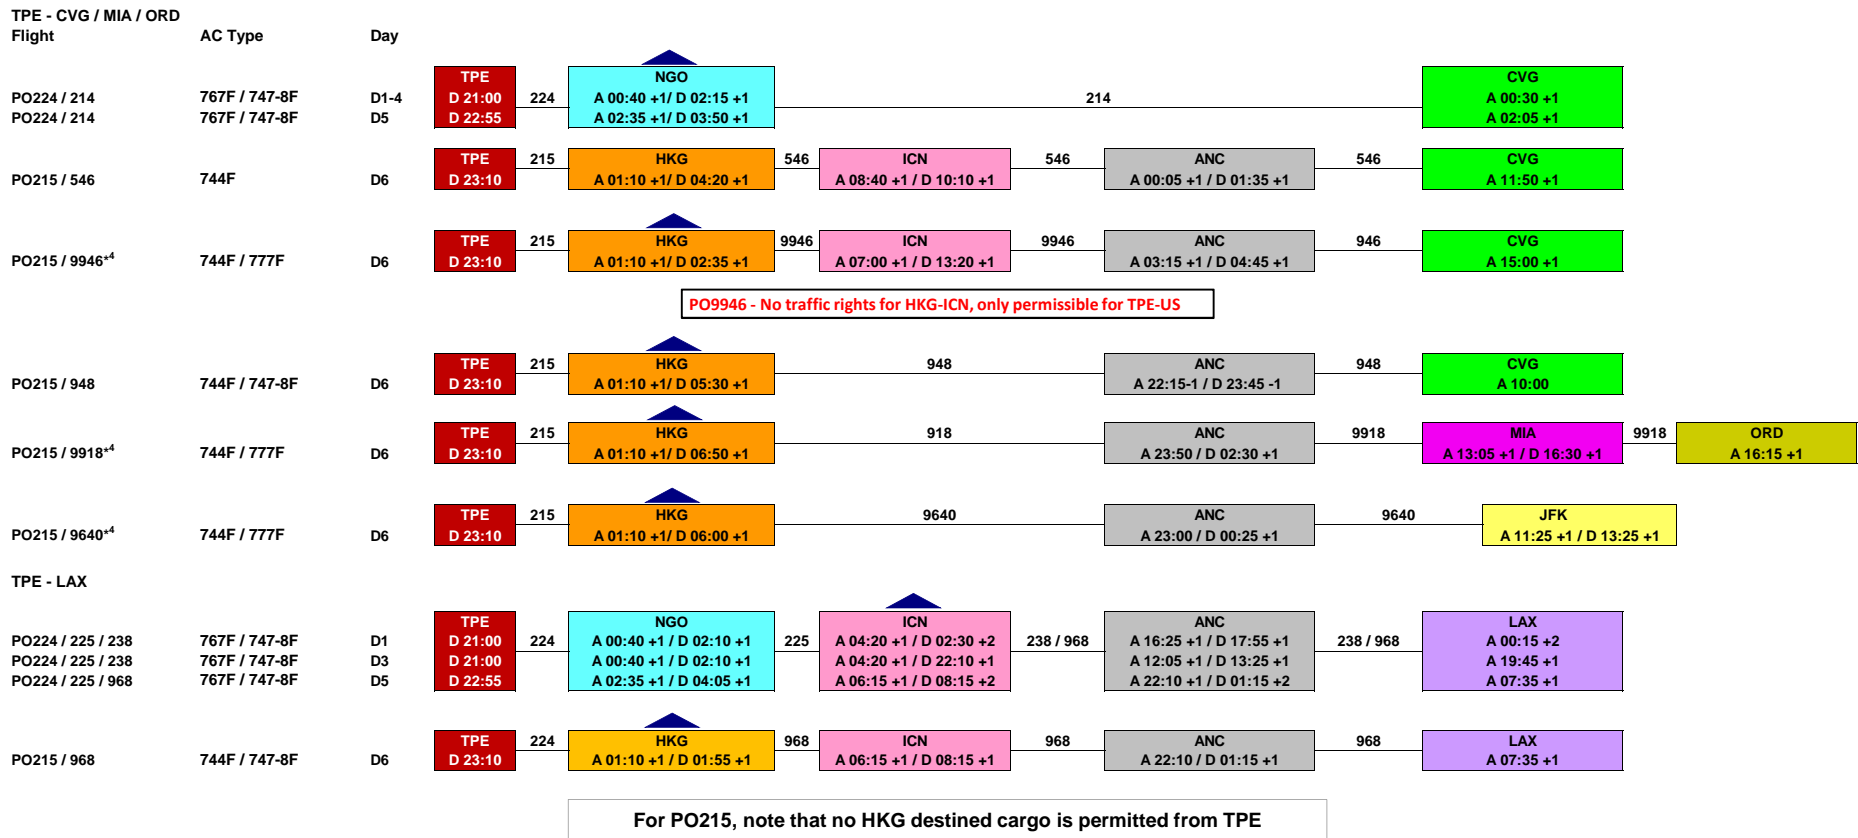 TPE - CVG / MIA / ORD
Flight AC Type Day
TPE NGO CVG
PO224 / 214 767F / 747-8F D1-4 D 21:00 224 A 00:40 +1/ D 02:15 +1 214 A 00:30 +1
PO224 / 214 767F / 747-8F D5 D 22:55 A 02:35 +1/ D 03:50 +1 A 02:05 +1
TPE 215 HKG 546 ICN 546 ANC 546 CVG
PO215 / 546 744F D6 D 23:10 A 01:10 +1/ D 04:20 +1 A 08:40 +1 / D 10:10 +1 A 00:05 +1 / D 01:35 +1 A 11:50 +1
TPE 215 HKG 9946 ICN 9946 ANC 946 CVG
PO215 / 9946*4 744F / 777F D6 D 23:10 A 01:10 +1/ D 02:35 +1 A 07:00 +1 / D 13:20 +1 A 03:15 +1 / D 04:45 +1 A 15:00 +1
PO9946 - No traffic rights for HKG-ICN, only permissible for TPE-US
TPE 215 HKG 948 ANC 948 CVG
PO215 / 948 744F / 747-8F D6 D 23:10 A 01:10 +1/ D 05:30 +1 A 22:15-1 / D 23:45 -1 A 10:00
TPE 215 HKG 918 ANC 9918 MIA 9918 ORD
PO215 / 9918*4 744F / 777F D6 D 23:10 A 01:10 +1/ D 06:50 +1 A 23:50 / D 02:30 +1 A 13:05 +1 / D 16:30 +1 A 16:15 +1
TPE 215 HKG 9640 ANC 9640 JFK
PO215 / 9640*4 744F / 777F D6 D 23:10 A 01:10 +1/ D 06:00 +1 A 23:00 / D 00:25 +1 A 11:25 +1 / D 13:25 +1
TPE - LAX
TPE NGO ICN ANC LAX
PO224 / 225 / 238 767F / 747-8F D1 D 21:00 224 A 00:40 +1 / D 02:10 +1 225 A 04:20 +1 / D 02:30 +2 238 / 968 A 16:25 +1 / D 17:55 +1 238 / 968 A 00:15 +2
PO224 / 225 / 238 767F / 747-8F D3 D 21:00 A 00:40 +1 / D 02:10 +1 A 04:20 +1 / D 22:10 +1 A 12:05 +1 / D 13:25 +1 A 19:45 +1
PO224 / 225 / 968 767F / 747-8F D5 D 22:55 A 02:35 +1 / D 04:05 +1 A 06:15 +1 / D 08:15 +2 A 22:10 +1 / D 01:15 +2 A 07:35 +1
TPE 224 HKG 968 ICN 968 ANC 968 LAX
PO215 / 968 744F / 747-8F D6 D 23:10 A 01:10 +1 / D 01:55 +1 A 06:15 +1 / D 08:15 +1 A 22:10 / D 01:15 +1 A 07:35 +1
For PO215, note that no HKG destined cargo is permitted from TPE